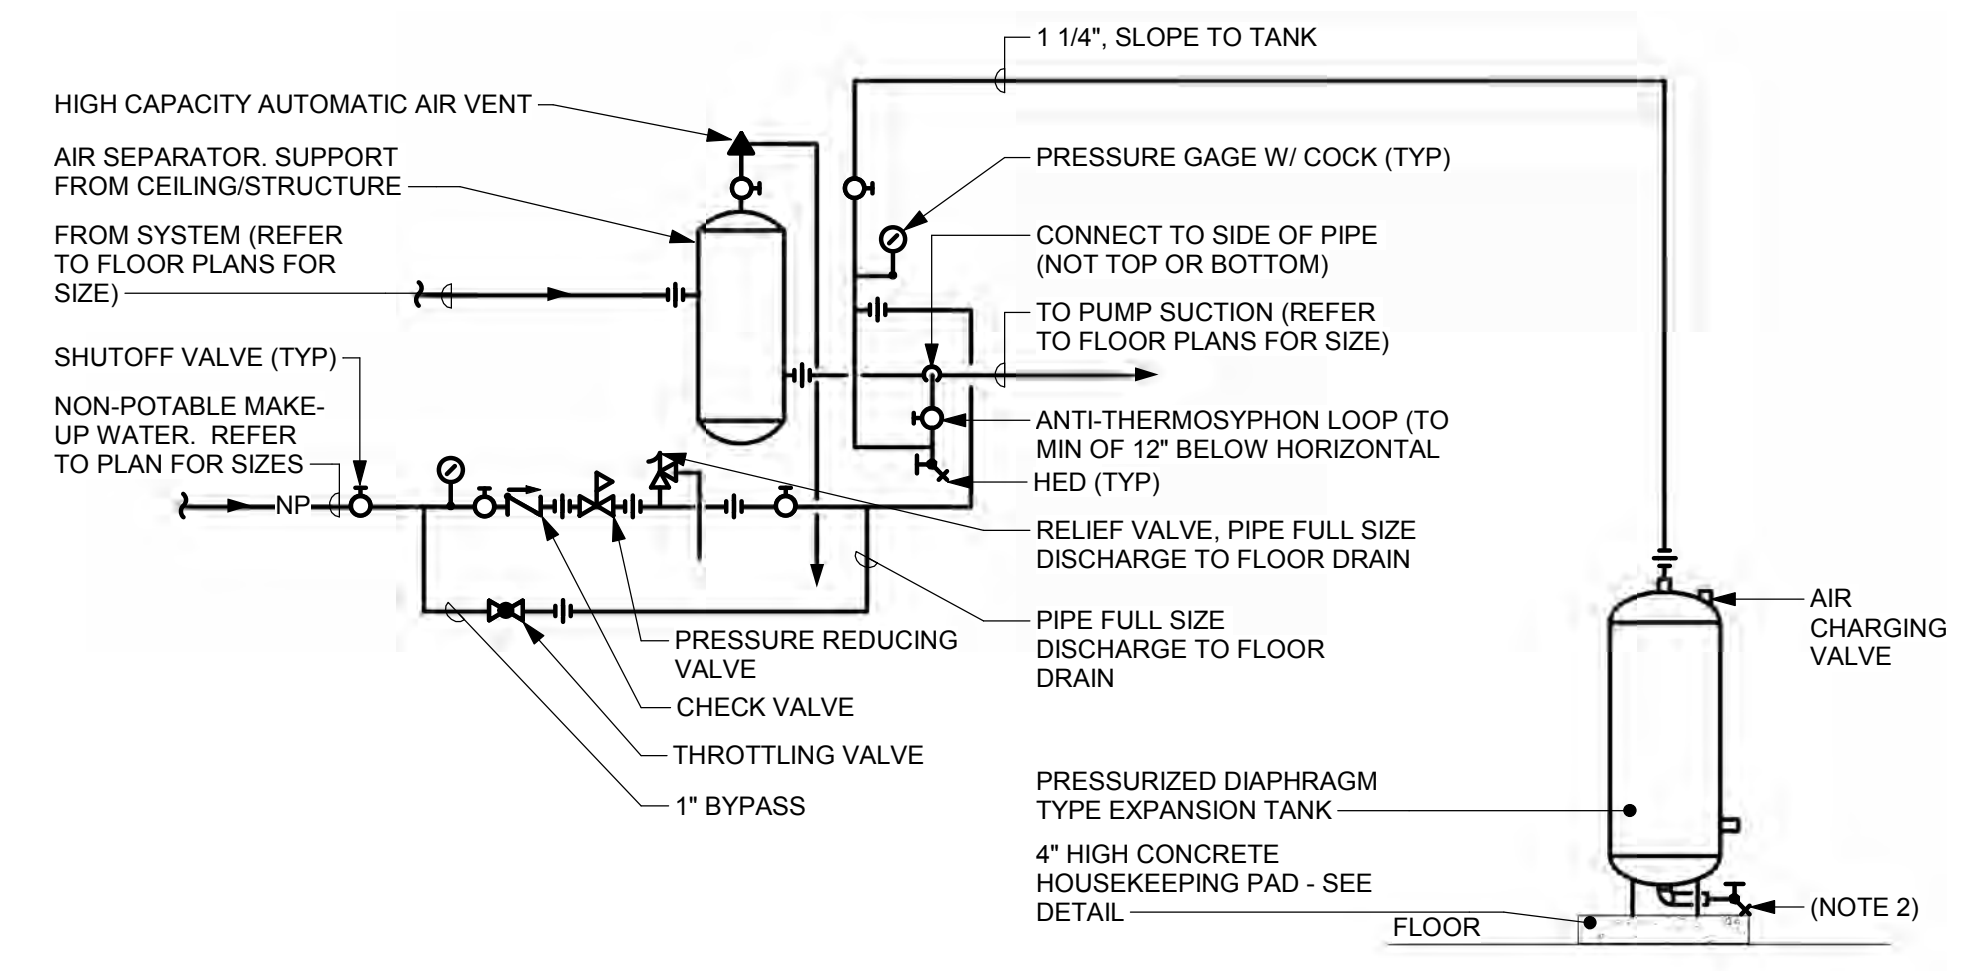 1 1/4", SLOPE TO TANK
HIGH CAPACITY AUTOMATIC AIR VENT
AIR SEPARATOR. SUPPORT
FROM CEILING/STRUCTURE
FROM SYSTEM (REFER
TO FLOOR PLANS FOR
SIZE)
SHUTOFF VALVE (TYP)
NON-POTABLE MAKE-
UP WATER.  REFER
TO PLAN FOR SIZES
NP
PRESSURE GAGE W/ COCK (TYP)
CONNECT TO SIDE OF PIPE
(NOT TOP OR BOTTOM)
TO PUMP SUCTION (REFER
TO FLOOR PLANS FOR SIZE)
ANTI-THERMOSYPHON LOOP (TO
MIN OF 12" BELOW HORIZONTAL
HED (TYP)
RELIEF VALVE, PIPE FULL SIZE
DISCHARGE TO FLOOR DRAIN
PIPE FULL SIZE
DISCHARGE TO FLOOR
DRAIN
PRESSURE REDUCING
VALVE
CHECK VALVE
THROTTLING VALVE
1" BYPASS
AIR
CHARGING
VALVE
PRESSURIZED DIAPHRAGM
TYPE EXPANSION TANK
4" HIGH CONCRETE
HOUSEKEEPING PAD - SEE
DETAIL
FLOOR
(NOTE 2)